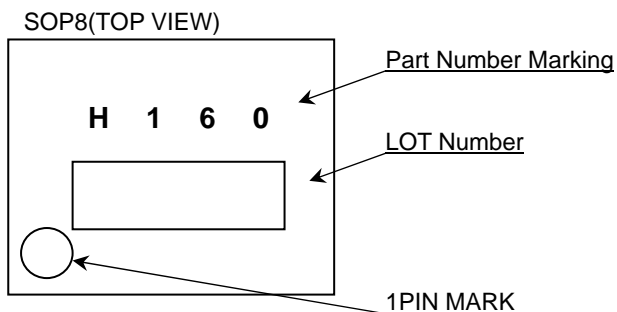 SOP8(TOP VIEW)
Part Number Marking
H 1 6 0
LOT Number
1PIN MARK